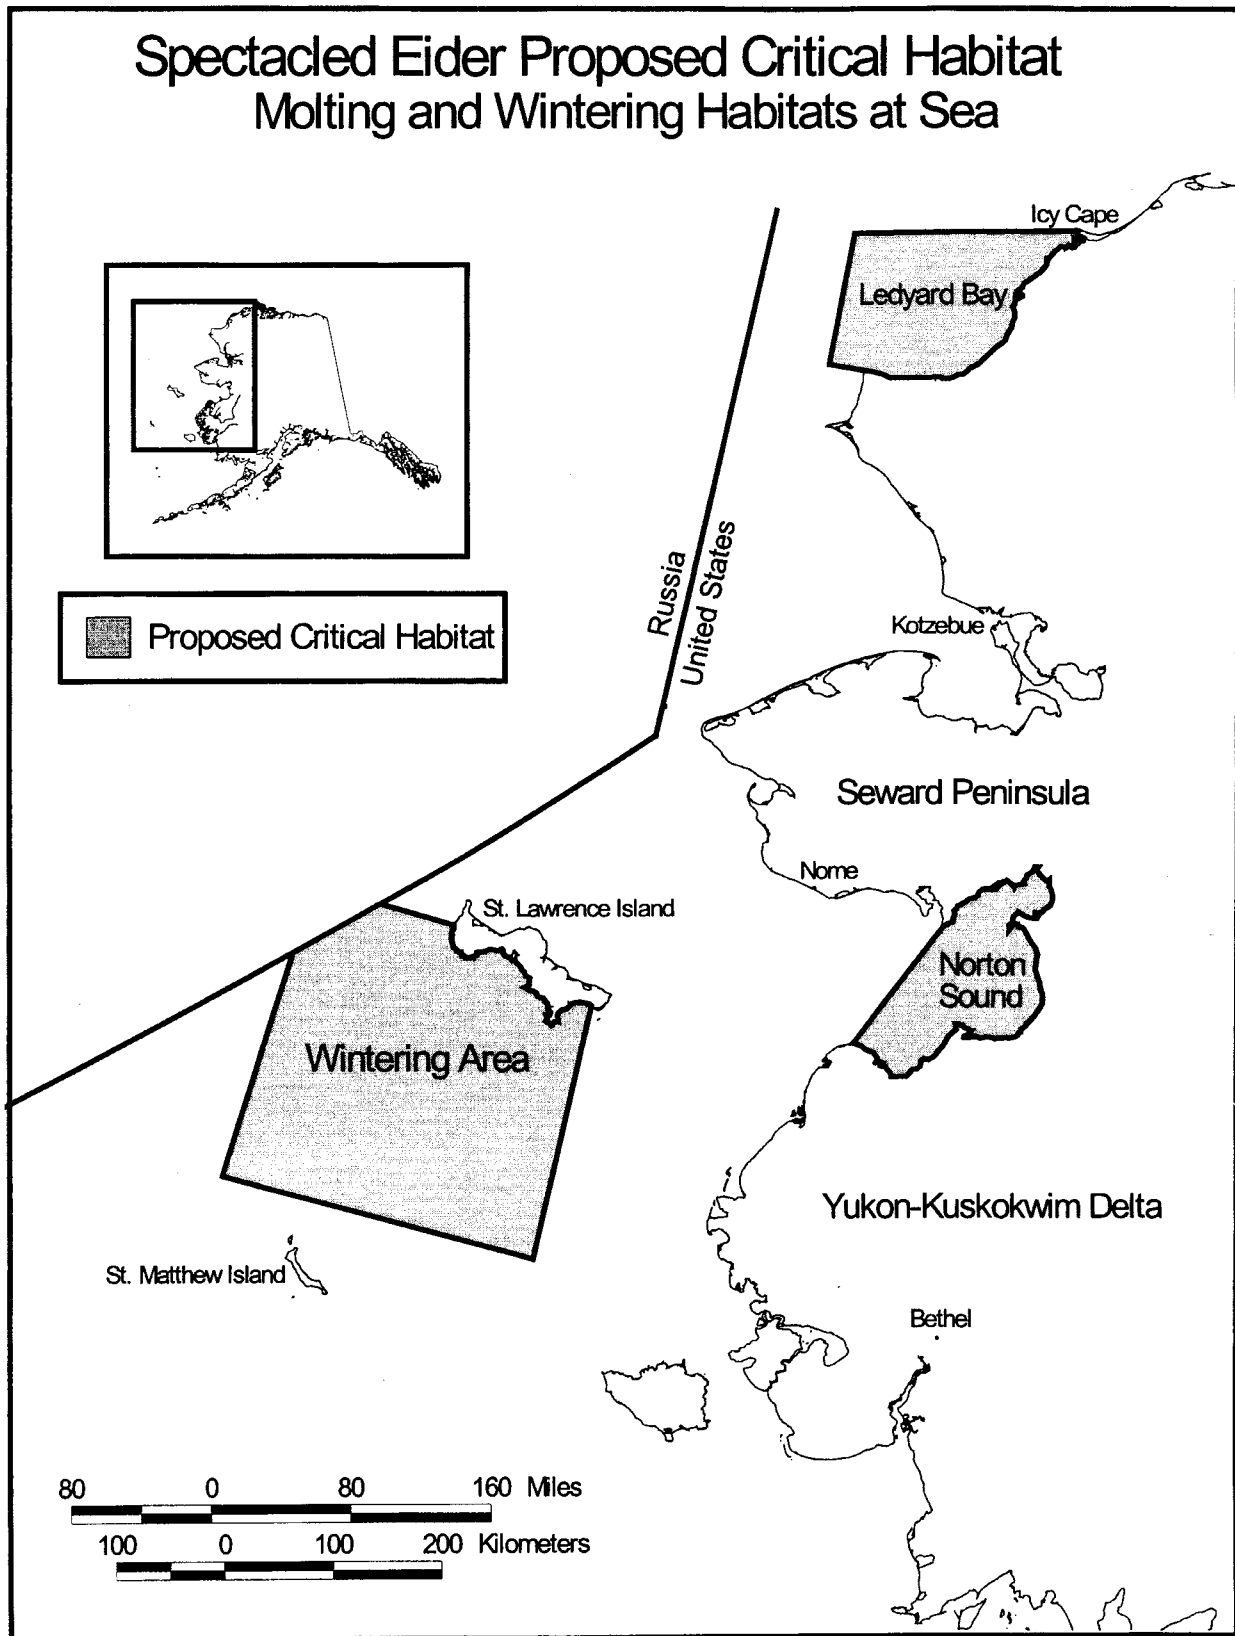 Spectacled Eider Proposed Critical Habitat
Molting and Wintering Habitats at Sea
Icy Cape
Ledyard Bay
Russia
United States
Proposed Critical Habitat
Kotzebue
Seward Peninsula
Nome
St. Lawrence Island
Norton
Sound
Wintering Area
Yukon-Kuskokwim Delta
St. Matthew Island
Bethel
80 0 80 160 Miles
100 0 100 200 Kilometers